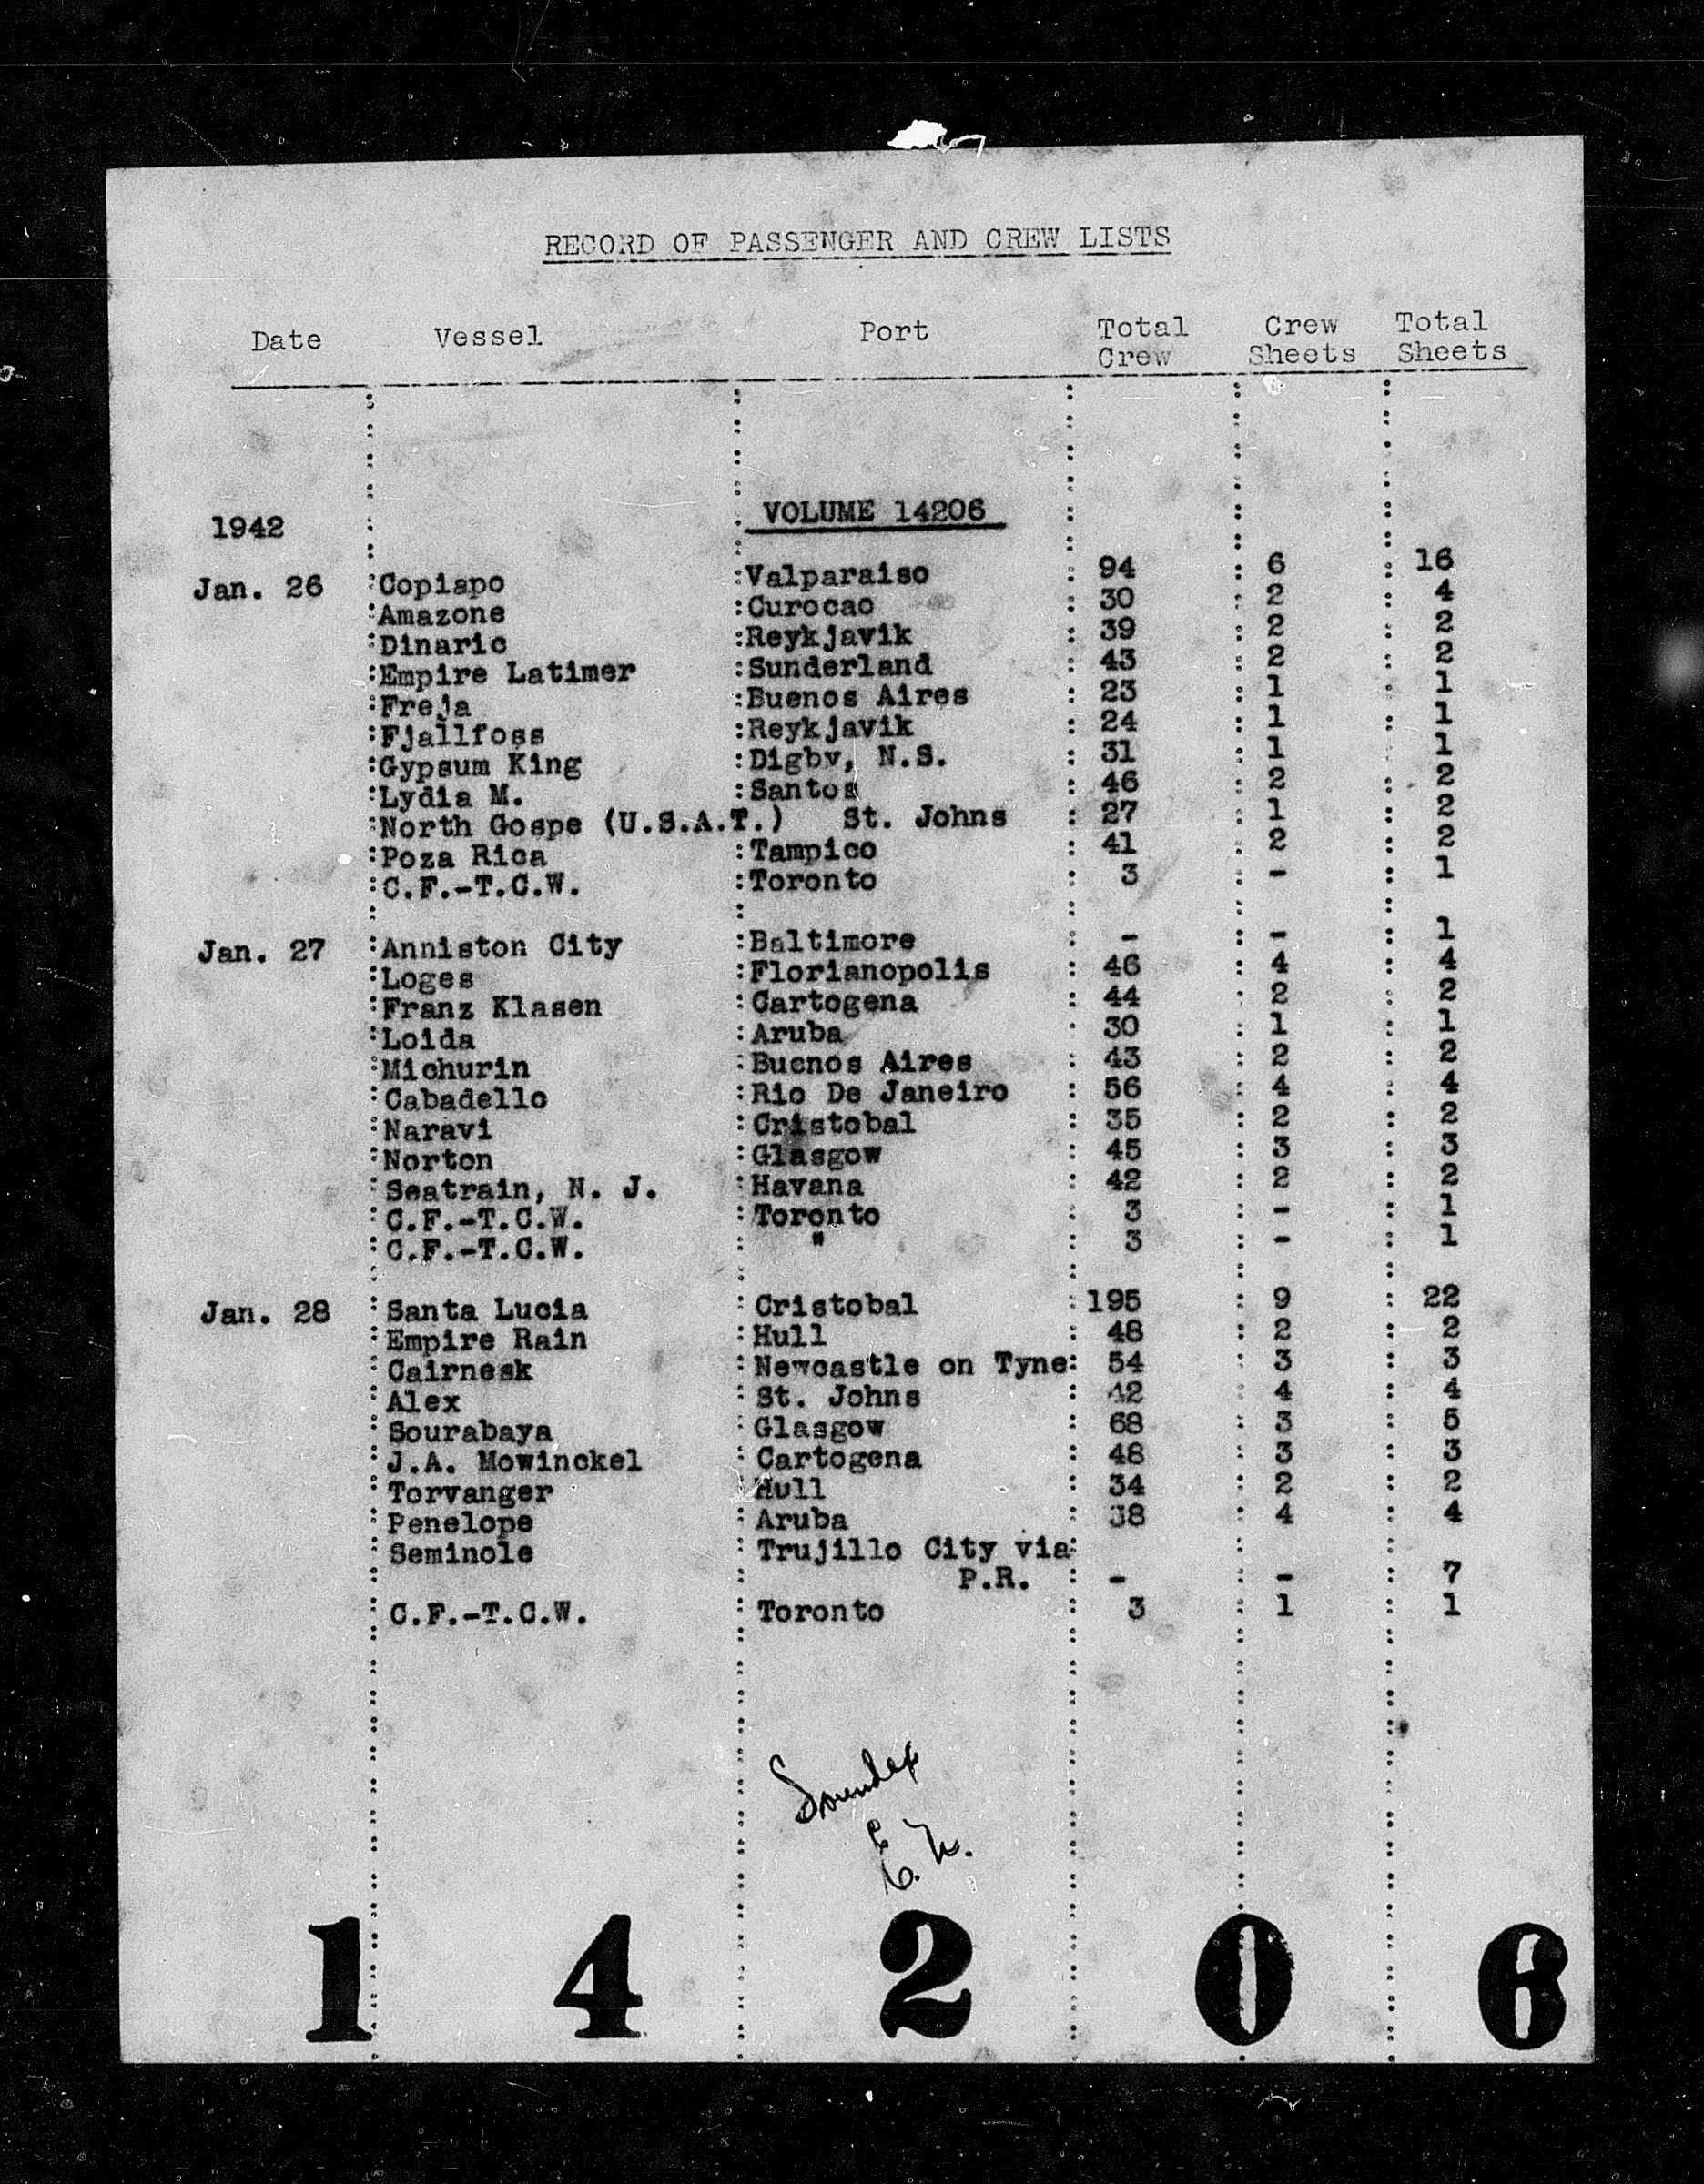 RECORD OF PASSENGER AND CREW LISTS
Date Vessel Port Total Crew Crew Sheets Total Sheets
VOLUME 14206
1942
Jan. 26 :Copiapo :Valparaiso : 94 : 6 : 16
:Amazone :Curocao : 30 : 2 : 4
:Dinaric :Reykjavik : 39 : 2 : 2
:Empire Latimer :Sunderland : 43 : 2 : 2
:Freja :Buenos Aires : 23 : 1 : 1
:Fjallfoss :Reykjavik : 24 : 1 : 1
:Gypsum King :Digby, N.S. : 31 : 1 : 1
:Lydia M. :Santos : 46 : 2 : 2
:North Gospe (U.S.A.T.) St. Johns : 27 : 1 : 2
:Poza Rica :Tampico : 41 : 2 : 2
:C.F.-T.C.W. :Toronto : 3 : - : 1
Jan. 27 :Anniston City :Baltimore : - : - : 1
:Loges :Florianopolis : 46 : 4 : 4
:Franz Klasen :Cartogena : 44 : 2 : 2
:Loida :Aruba : 30 : 1 : 1
:Michurin :Buenos Aires : 43 : 2 : 2
:Cabadello :Rio De Janeiro : 56 : 4 : 4
:Naravi :Cristobal : 35 : 2 : 2
:Norton :Glasgow : 45 : 3 : 3
:Seatrain, N. J. :Havana : 42 : 2 : 2
:C.F.-T.C.W. :Toronto : 3 : - : 1
:C.F.-T.C.W. : " : 3 : - : 1
Jan. 28 :Santa Lucia :Cristobal :195 : 9 : 22
:Empire Rain :Hull : 48 : 2 : 2
:Cairnesk :Newcastle on Tyne: 54 : 3 : 3
:Alex :St. Johns : 42 : 4 : 4
:Sourabaya :Glasgow : 68 : 3 : 5
:J.A. Mowinckel :Cartogena : 48 : 3 : 3
:Torvanger :Hull : 34 : 2 : 2
:Penelope :Aruba : 38 : 4 : 4
:Seminole :Trujillo City via:
P.R. : - : - : 7
:C.F.-T.C.W. :Toronto : 3 : 1 : 1
Soundex
E. N.
1 4 2 0 6